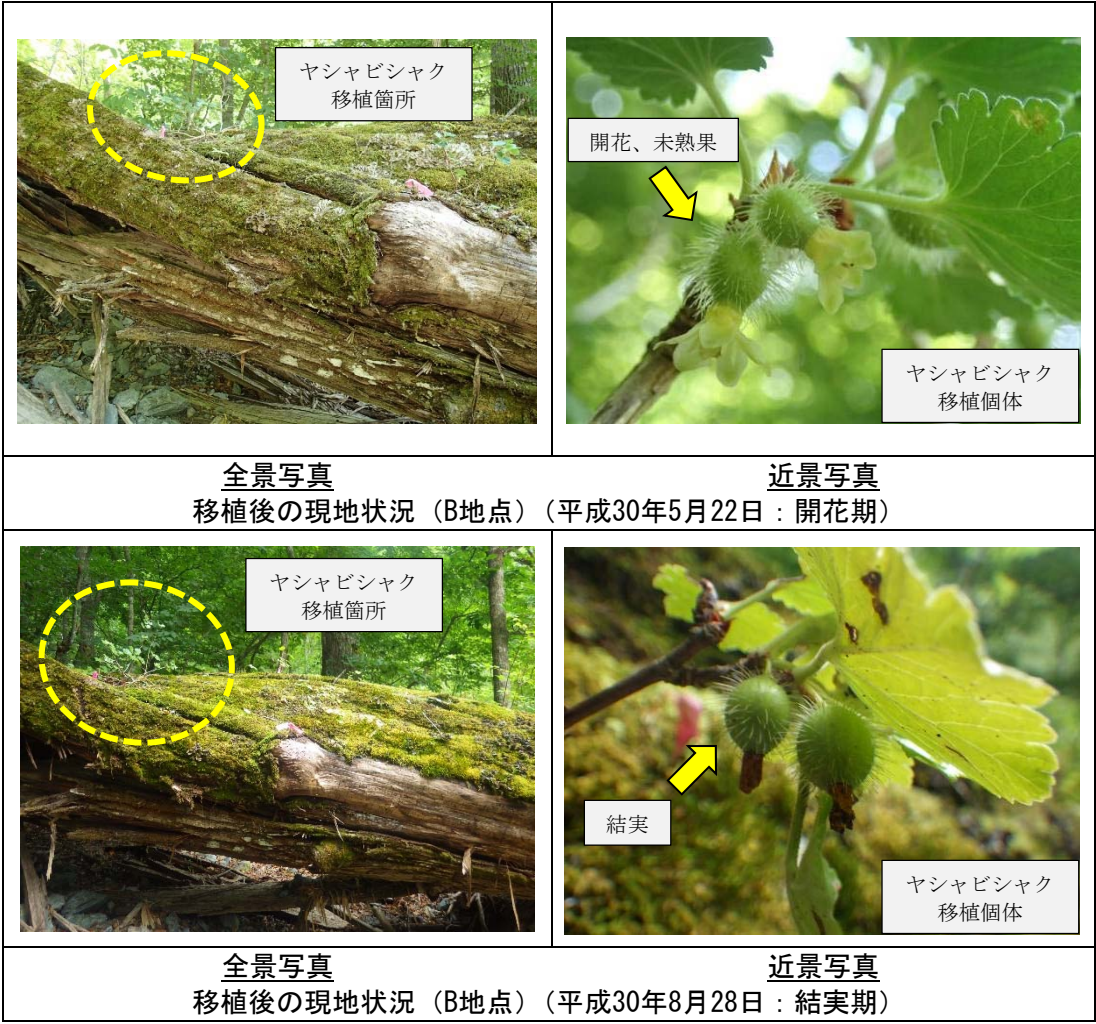 ヤシャビシャク
移植箇所
開花、未熟果
ヤシャビシャク
移植個体
全景写真
近景写真
移植後の現地状況（B地点）（平成30年5月22日：開花期）
ヤシャビシャク
移植箇所
結実
ヤシャビシャク
移植個体
全景写真
近景写真
移植後の現地状況（B地点）（平成30年8月28日：結実期）